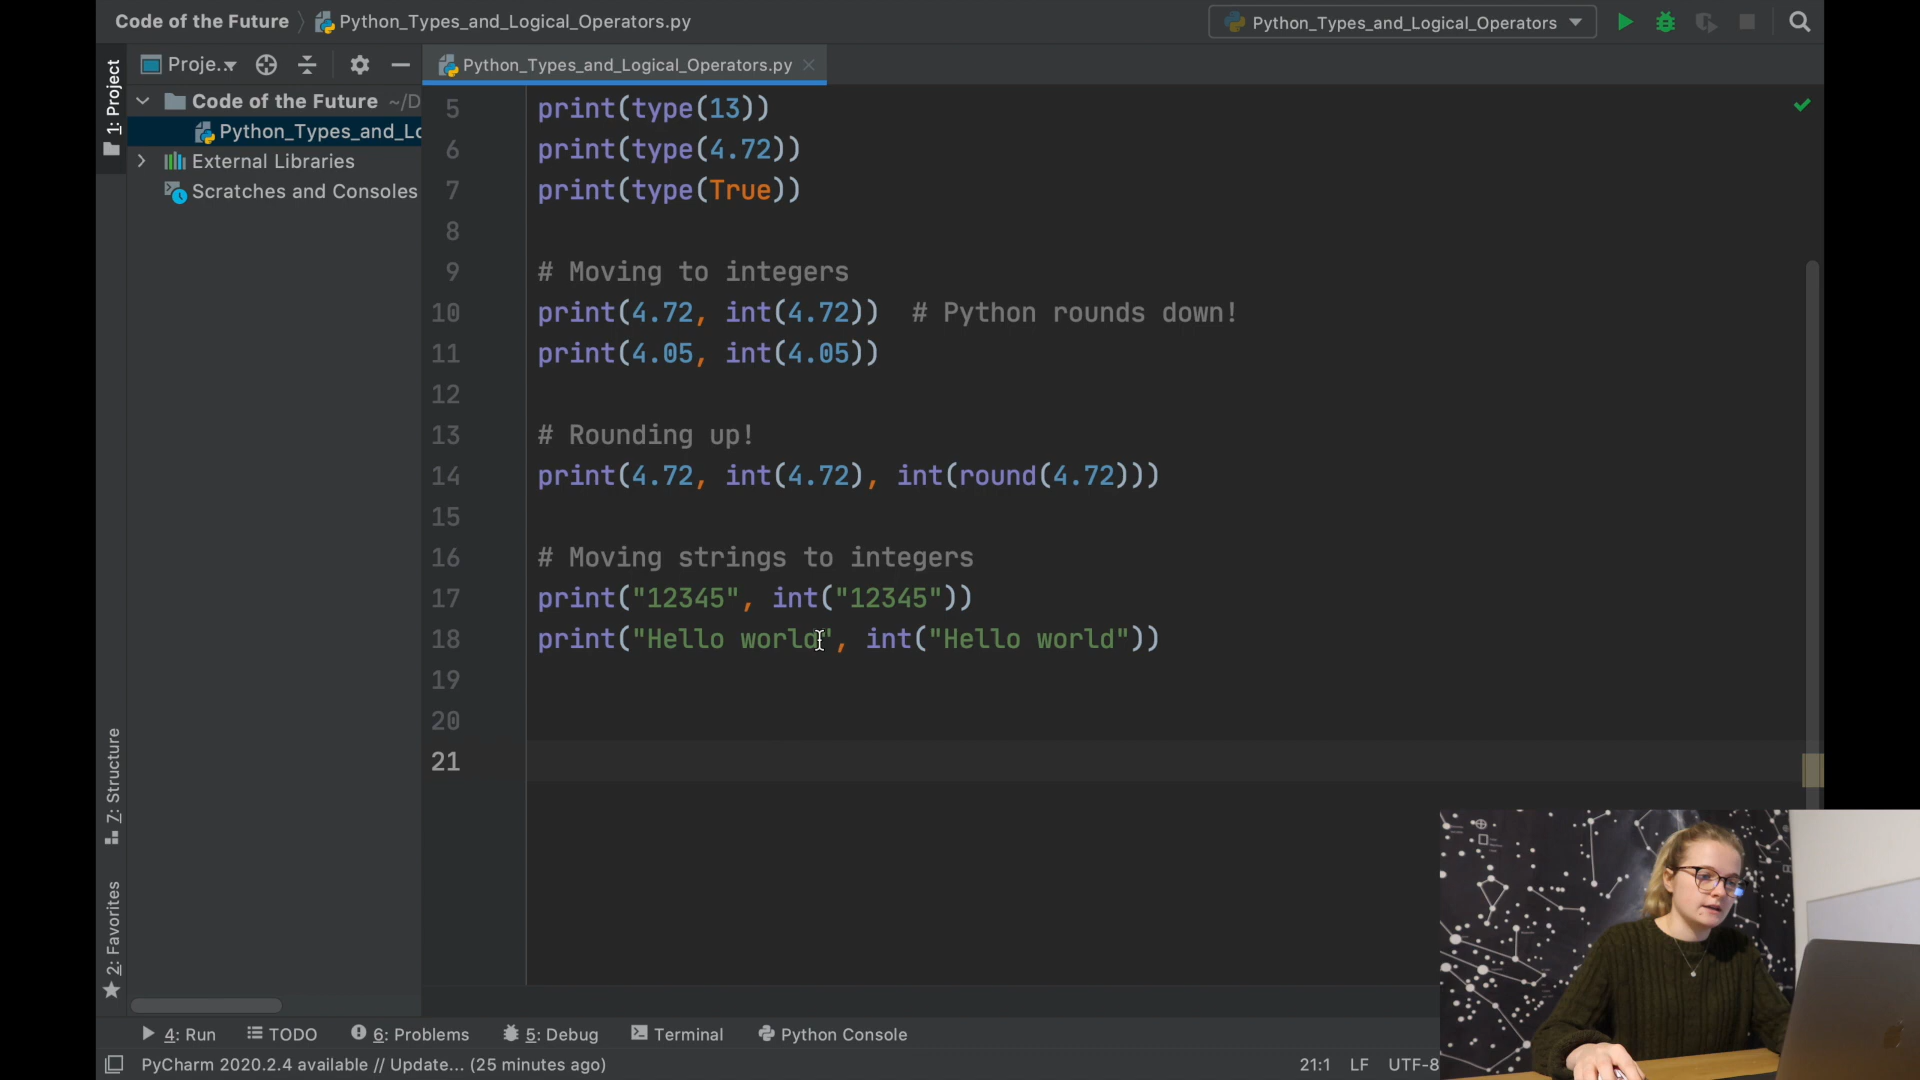 Code of the Future
Python_Types_and_Logical_Operators.py
Python_Types_and_Logical_Operators
1: Project
Proje..
Python_Types_and_Logical_Operators.py
Code of the Future ~/D
Python_Types_and_Lo
External Libraries
Scratches and Consoles
5 print(type(13))
6 print(type(4.72))
7 print(type(True))
8
9 # Moving to integers
10 print(4.72, int(4.72)) # Python rounds down!
11 print(4.05, int(4.05))
12
13 # Rounding up!
14 print(4.72, int(4.72), int(round(4.72)))
15
16 # Moving strings to integers
17 print("12345", int("12345"))
18 print("Hello world", int("Hello world"))
19
20
21
7: Structure
2: Favorites
4: Run
TODO
6: Problems
5: Debug
Terminal
Python Console
PyCharm 2020.2.4 available // Update... (25 minutes ago)
21:1 LF UTF-8